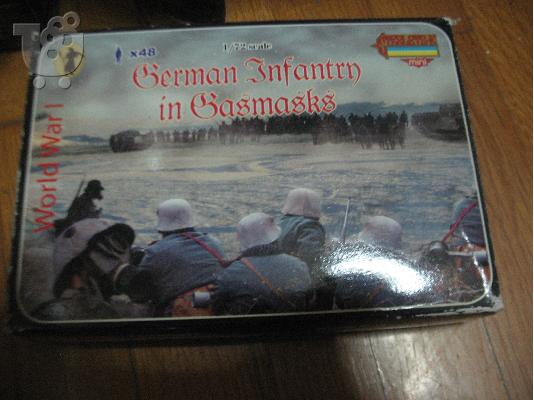 x48
1/72 scale
mini
German Infantry
in Gasmasks
World War I